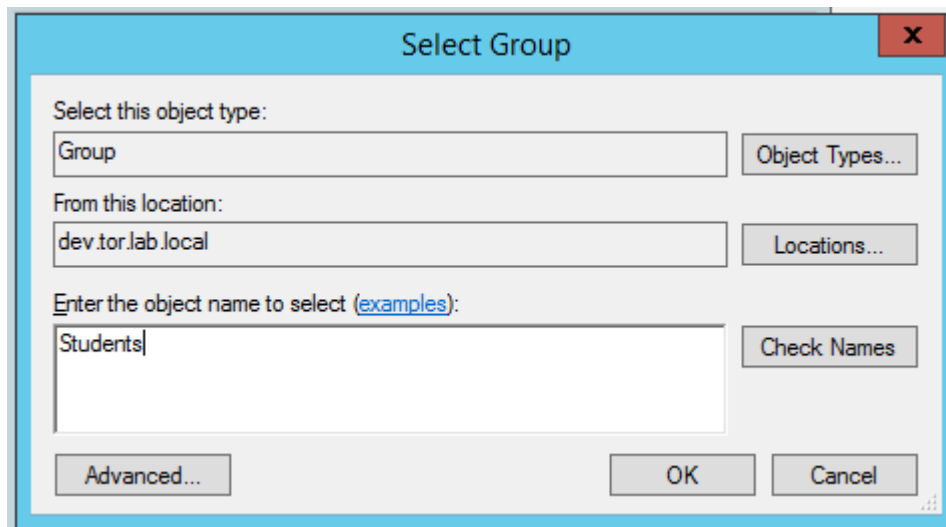 Select Group
x
Select this object type:
Group
Object Types...
From this location:
dev.tor.lab.local
Locations...
Enter the object name to select (examples):
Students
Check Names
Advanced...
OK
Cancel